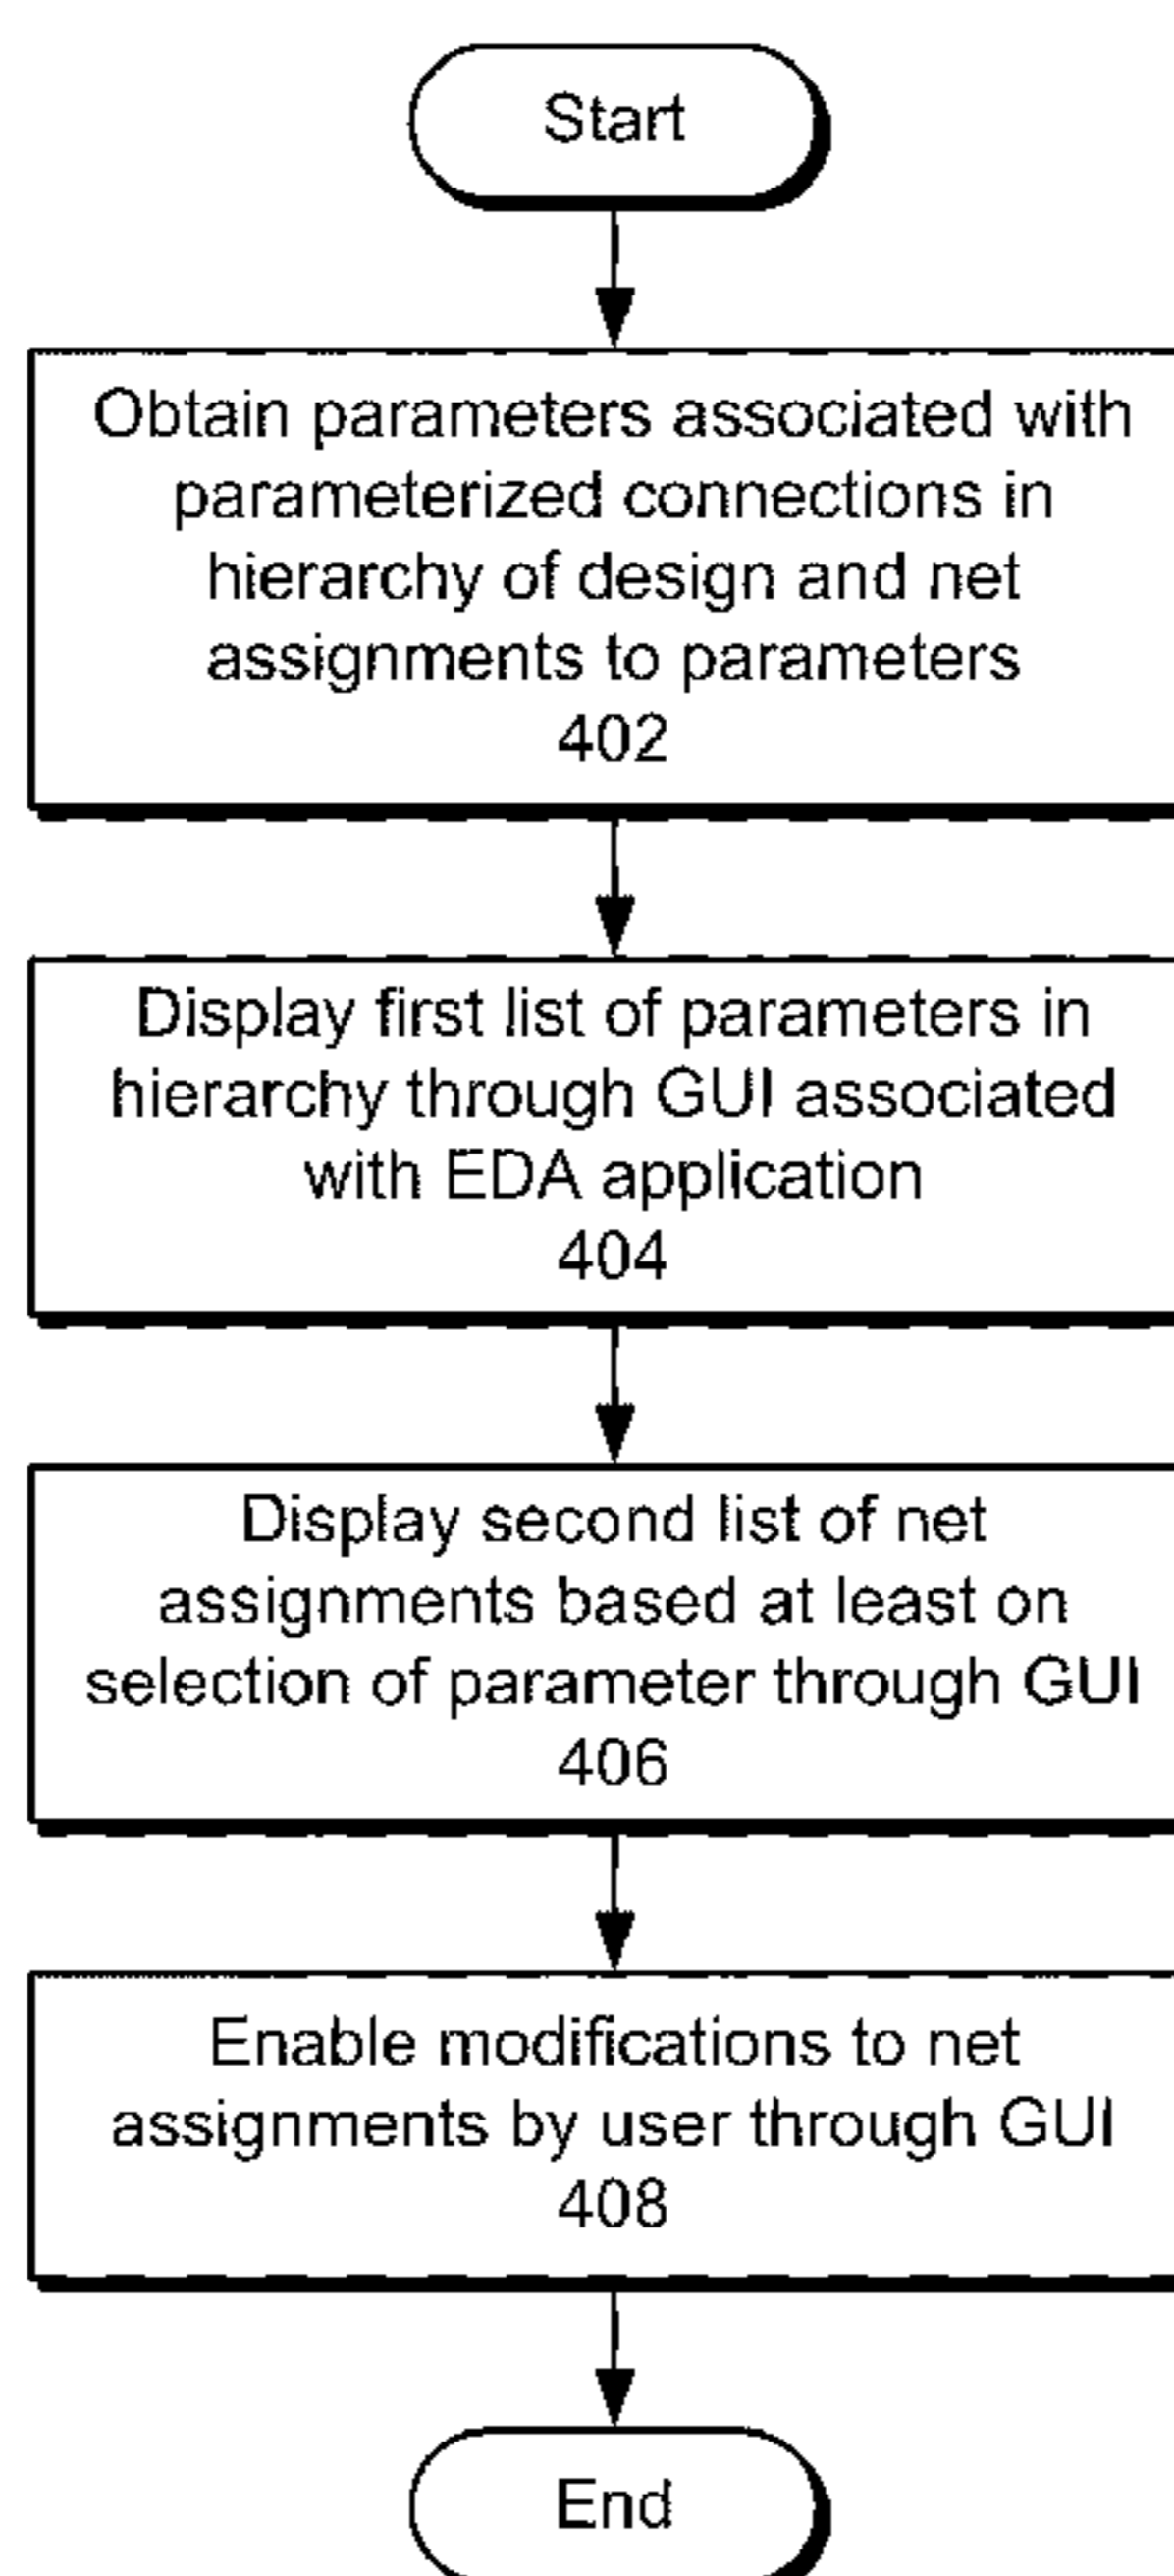 Start
Obtain parameters associated with
parameterized connections in
hierarchy of design and net
assignments to parameters
402
Display first list of parameters in
hierarchy through GUI associated
with EDA application
404
Display second list of net
assignments based at least on
selection of parameter through GUI
406
Enable modifications to net
assignments by user through GUI
408
End